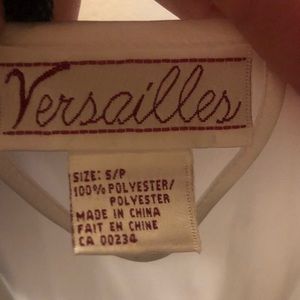 Versailles
SIZE: S/P
100% POLYESTER/
POLYESTER
MADE IN CHINA
FAIT EN CHINE
CA 00234